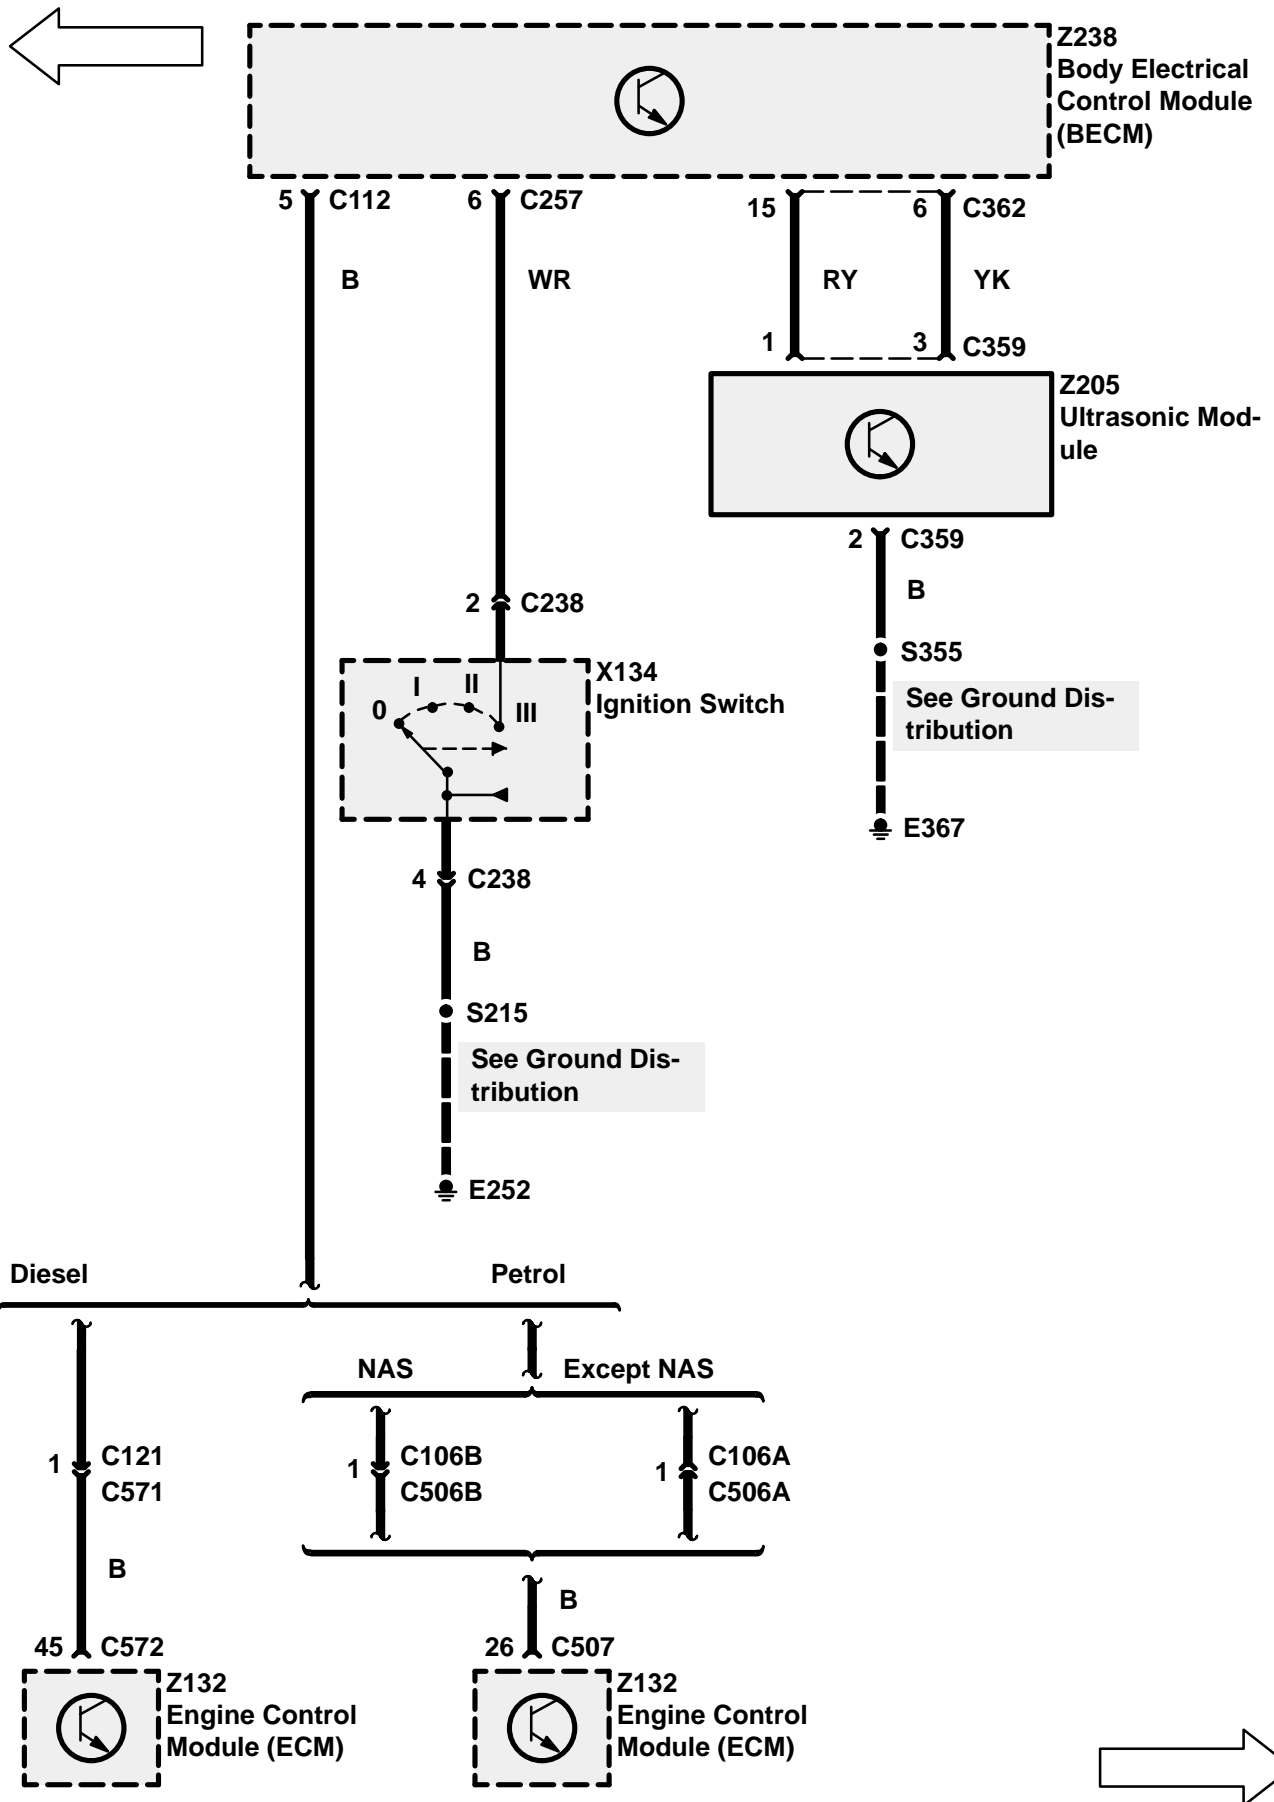 Z238
Body Electrical
Control Module
(BECM)
5 C112
6 C257
15
6 C362
B
WR
RY
YK
1
3 C359
Z205
Ultrasonic Mod-
ule
2 C359
B
2 C238
S355
X134
Ignition Switch
0 I II III
See Ground Dis-
tribution
E367
4 C238
B
S215
See Ground Dis-
tribution
E252
Diesel
Petrol
NAS
Except NAS
1 C121
C571
1 C106B
C506B
1 C106A
C506A
B
B
45 C572
26 C507
Z132
Engine Control
Module (ECM)
Z132
Engine Control
Module (ECM)